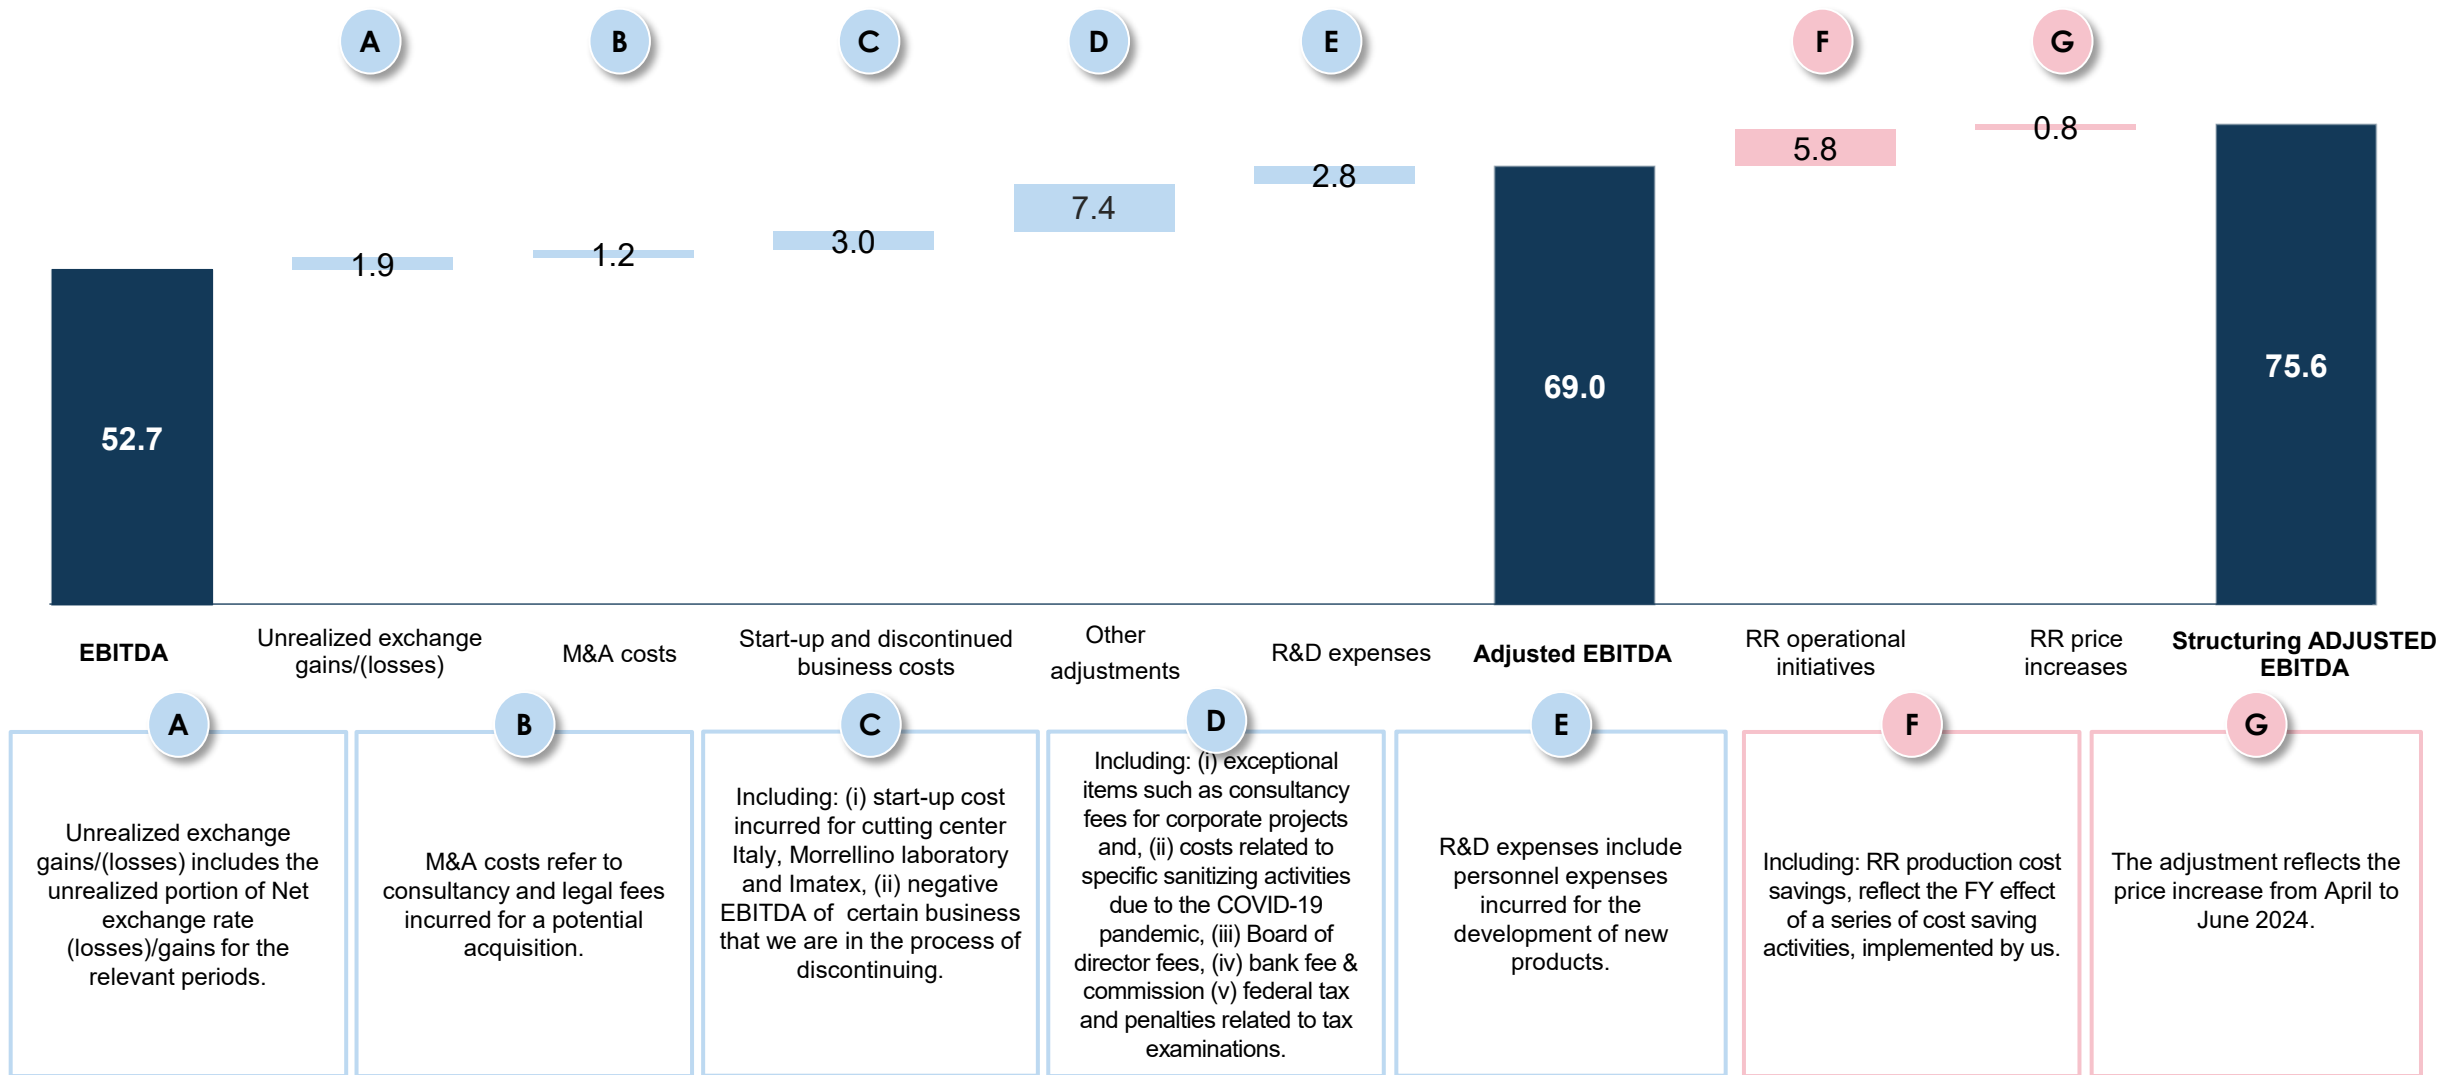 A
B
C
D
E
F
G
1.9
1.2
3.0
7.4
2.8
5.8
0.8
52.7
69.0
75.6
EBITDA
Unrealized exchange
gains/(losses)
M&A costs
Start-up and discontinued
business costs
Other
adjustments
R&D expenses
Adjusted EBITDA
RR operational
initiatives
RR price
increases
Structuring ADJUSTED
EBITDA
A
Unrealized exchange
gains/(losses) includes the
unrealized portion of Net
exchange rate
(losses)/gains for the
relevant periods.
B
M&A costs refer to
consultancy and legal fees
incurred for a potential
acquisition.
C
Including: (i) start-up cost
incurred for cutting center
Italy, Morrellino laboratory
and Imatex, (ii) negative
EBITDA of  certain business
that we are in the process of
discontinuing.
D
Including: (i) exceptional
items such as consultancy
fees for corporate projects
and, (ii) costs related to
specific sanitizing activities
due to the COVID-19
pandemic, (iii) Board of
director fees, (iv) bank fee &
commission (v) federal tax
and penalties related to tax
examinations.
E
R&D expenses include
personnel expenses
incurred for the
development of new
products.
F
Including: RR production cost
savings, reflect the FY effect
of a series of cost saving
activities, implemented by us.
G
The adjustment reflects the
price increase from April to
June 2024.